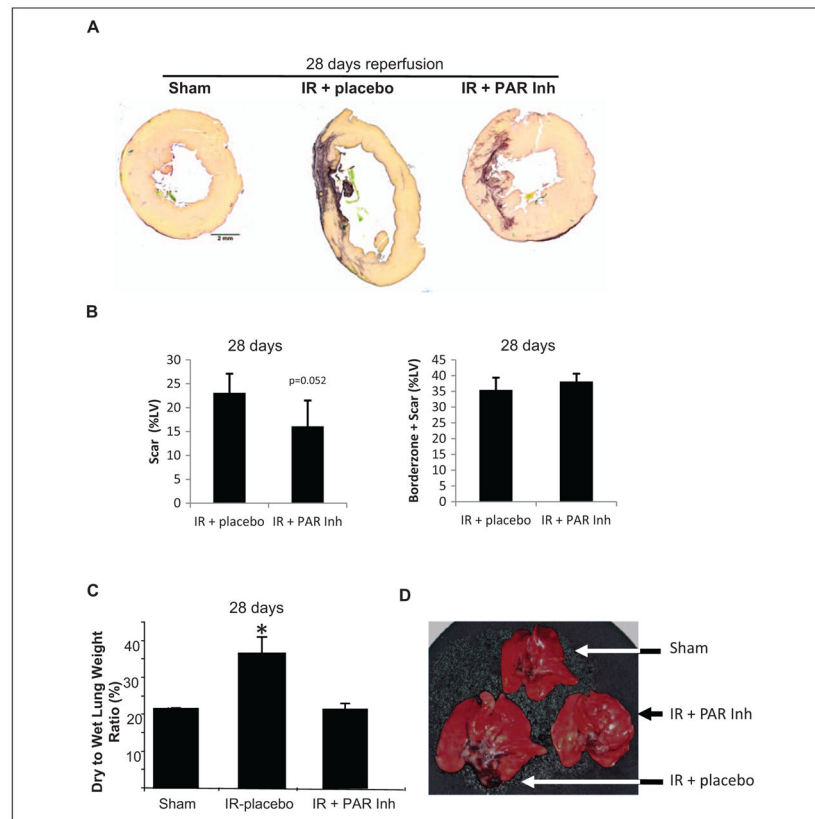 A
28 days reperfusion
Sham IR + placebo IR + PAR Inh
2 mm
B
28 days
Scar (%LV)
30
25
20
15
10
5
0
p=0.052
IR + placebo IR + PAR Inh
28 days
Borderzone + Scar (%LV)
45
40
35
30
25
20
15
10
5
0
IR + placebo IR + PAR Inh
C
28 days
Dry to Wet Lung Weight
Ratio (%)
40
30
20
10
*
Sham IR-placebo IR + PAR Inh
D
Sham
IR + PAR Inh
IR + placebo